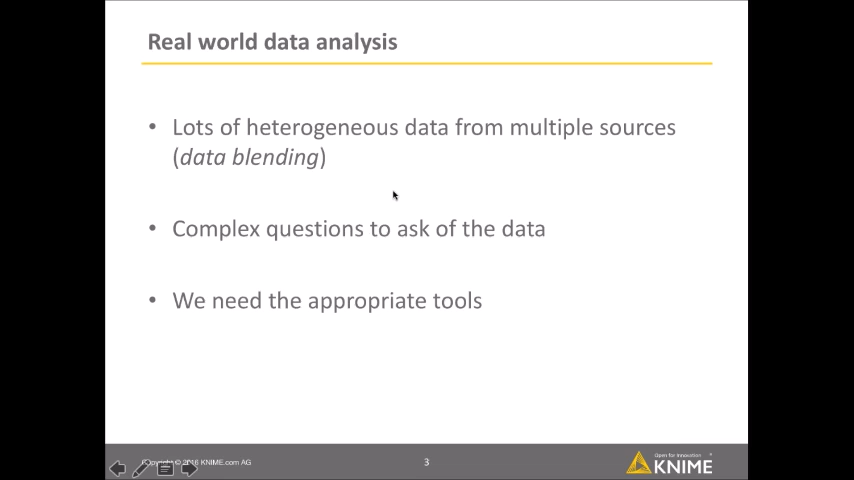 Real world data analysis
• Lots of heterogeneous data from multiple sources
(data blending)
• Complex questions to ask of the data
• We need the appropriate tools
Copyright © 2016 KNIME.com AG
3
Open for Innovation
KNIME